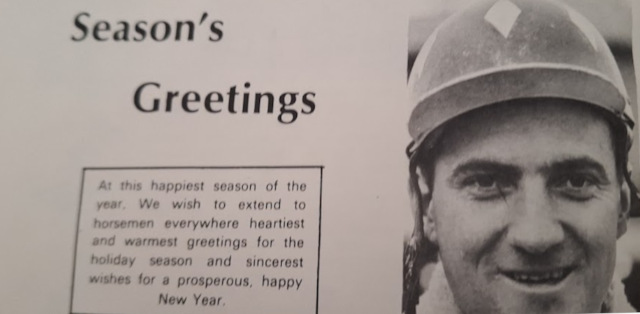 Season's
Greetings
At this happiest season of the
year, We wish to extend to
horsemen everywhere heartiest
and warmest greetings for the
holiday season and sincerest
wishes for a prosperous, happy
New Year.